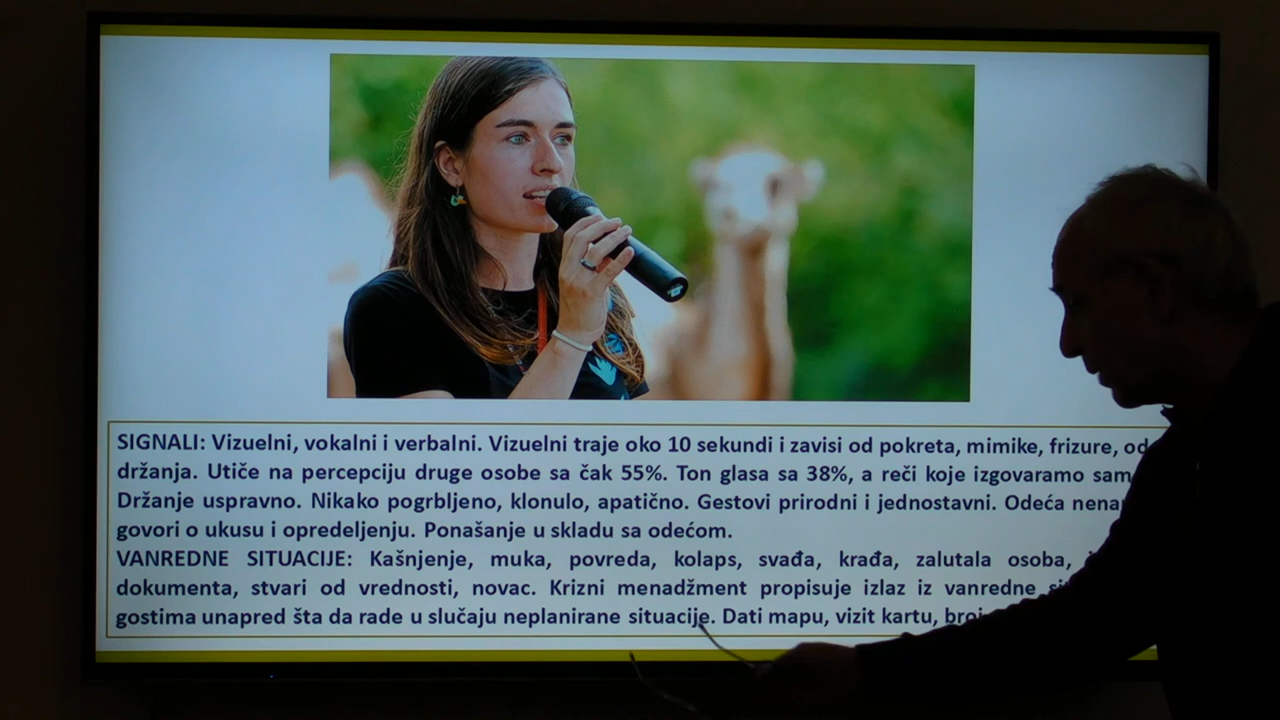 SIGNALI: Vizuelni, vokalni i verbalni. Vizuelni traje oko 10 sekundi i zavisi od pokreta, mimike, frizure,
držanja. Utiče na percepciju druge osobe sa čak 55%. Ton glasa sa 38%, a reči koje izgovaramo
Držanje uspravno. Nikako pogrbljeno, klonulo, apatično. Gestovi prirodni i jednostavni. Odeća
govori o ukusu i opredeljenju. Ponašanje u skladu sa odećom.
VANREDNE SITUACIJE: Kašnjenje, muka, povreda, kolaps, svađa, krađa, zalutala osoba,
dokumenta, stvari od vrednosti, novac. Krizni menadžment propisuje izlaz iz vanredne
gostima unapred šta da rade u slučaju neplanirane situacije. Dati mapu, vizit kartu,